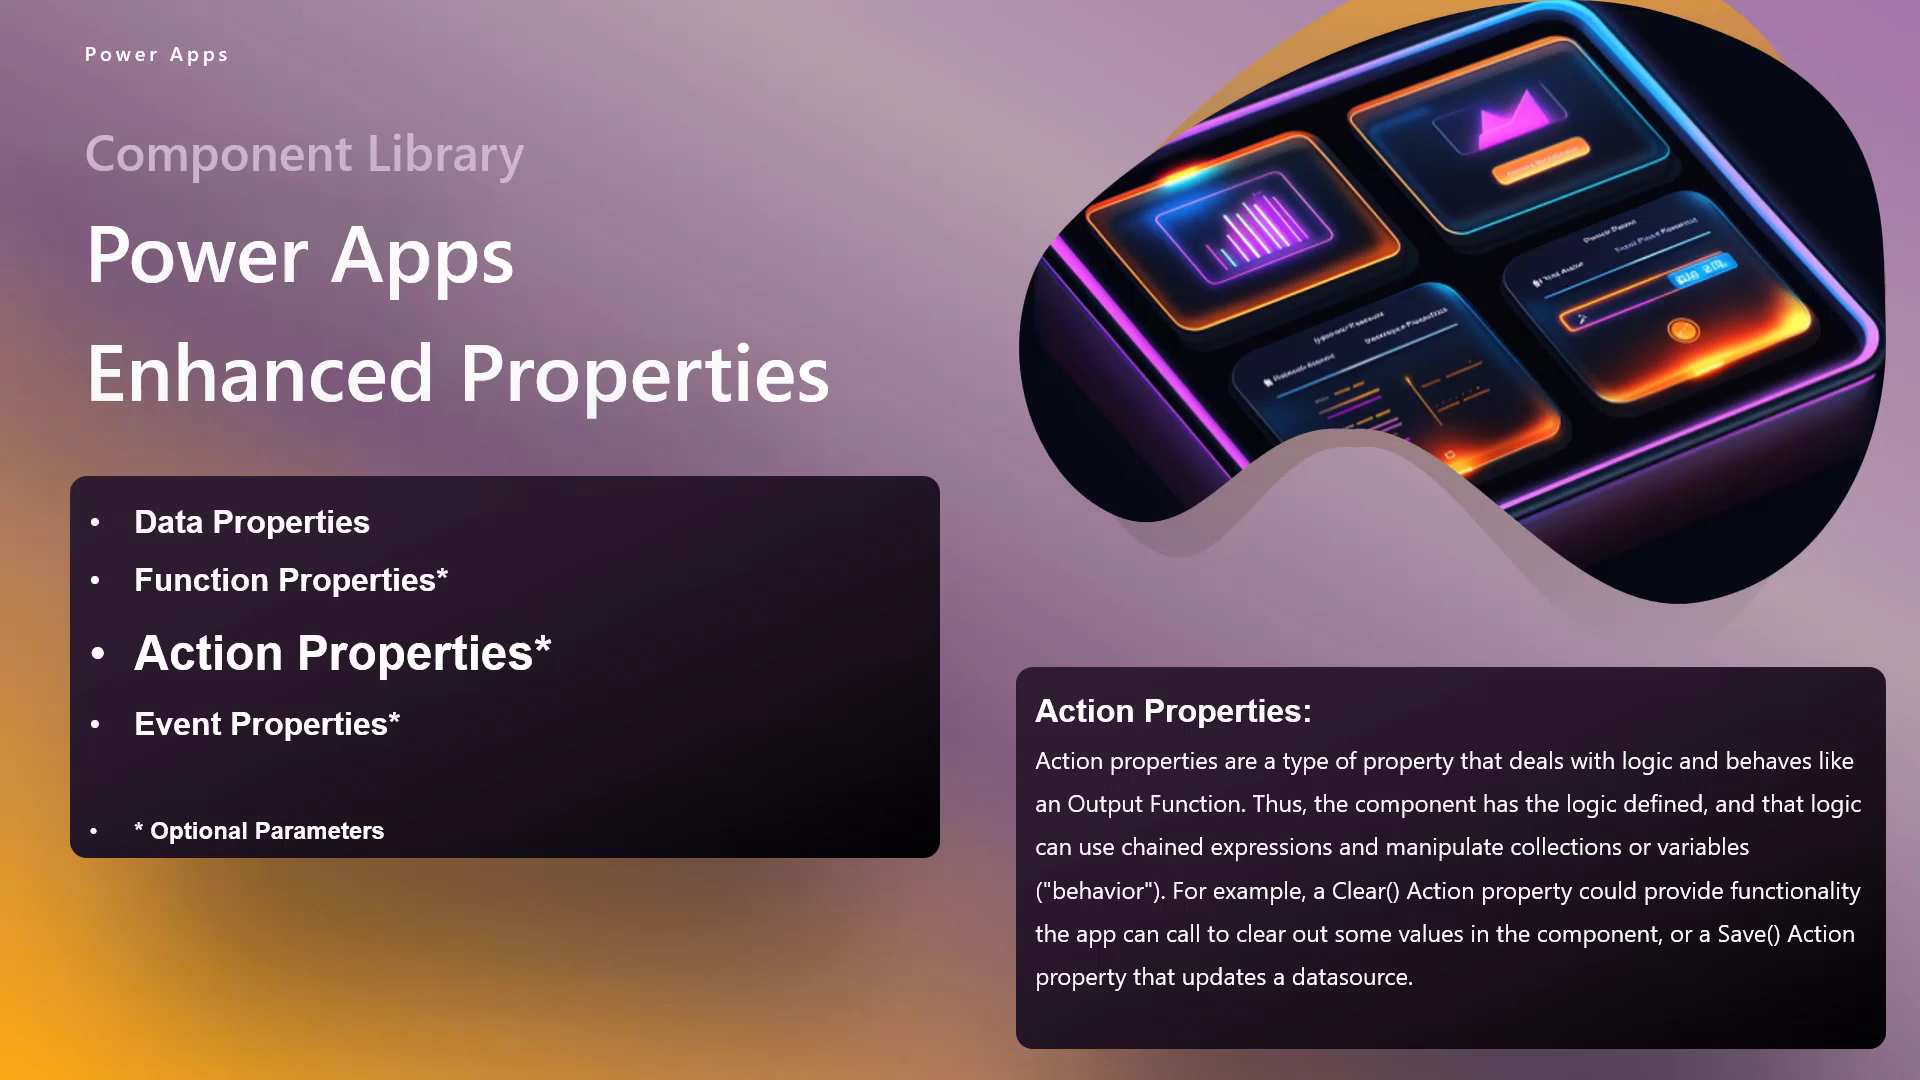 Power Apps
Component Library
Power Apps
Enhanced Properties
• Data Properties
• Function Properties*
• Action Properties*
• Event Properties*
• * Optional Parameters
Action Properties:
Action properties are a type of property that deals with logic and behaves like
an Output Function. Thus, the component has the logic defined, and that logic
can use chained expressions and manipulate collections or variables
("behavior"). For example, a Clear() Action property could provide functionality
the app can call to clear out some values in the component, or a Save() Action
property that updates a datasource.